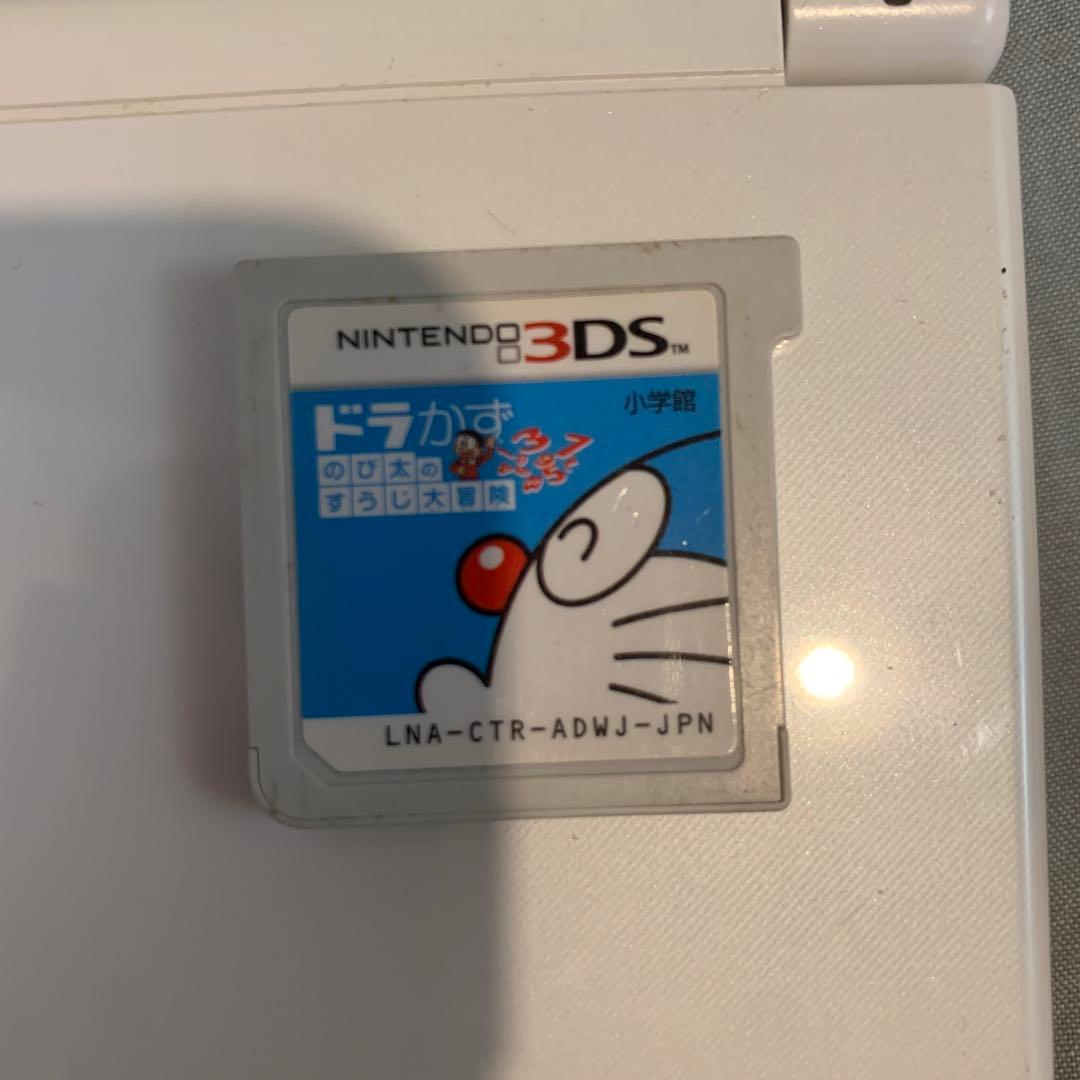 NINTENDO 3DS™
小学館
ドラかず
のび太の
すうじ大冒険
LNA-CTR-ADWJ-JPN